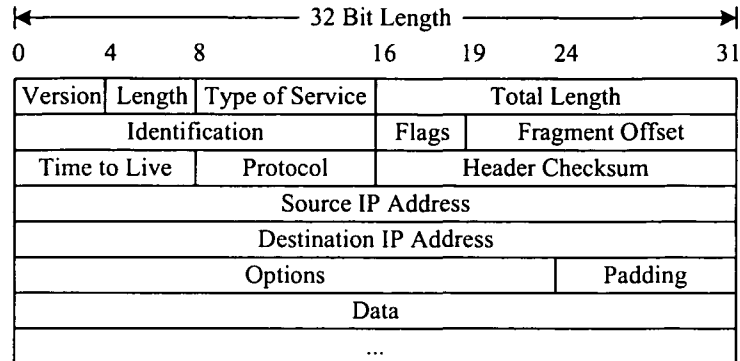 32 Bit Length
0 4 8 16 19 24 31
Version Length Type of Service Total Length
Identification Flags Fragment Offset
Time to Live Protocol Header Checksum
Source IP Address
Destination IP Address
Options Padding
Data
...